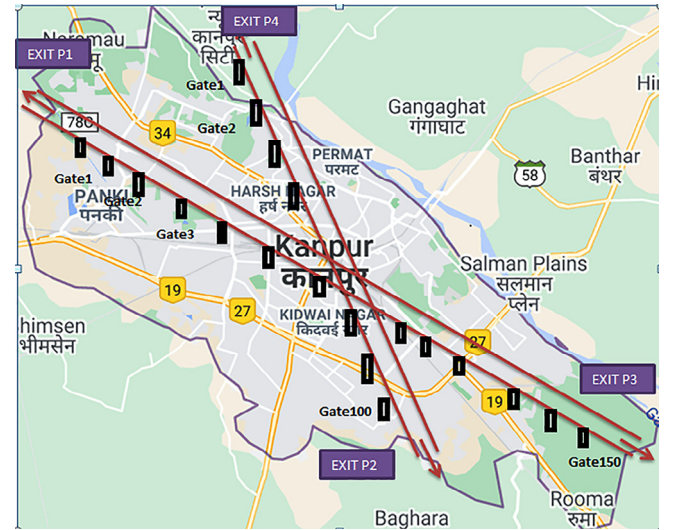 EXIT P4
न्यू
कानपुर
सिटी
EXIT P1
Naramau
मू
Gate1
78C
34
Gate2
Gangaghat
गंगाघाट
PERMAT
परमट
58
Banthar
बंथर
Gate1
PANKI
पनकी
Gate2
HARSH NAGAR
हर्ष नगर
Gate3
Kanpur
कानपुर
Salman Plains
सलमान
प्लेन
19
27
KIDWAI NAGAR
किदवई नगर
himsen
भीमसेन
27
EXIT P3
19
Gate100
EXIT P2
Gate150
Rooma
रुमा
Baghara